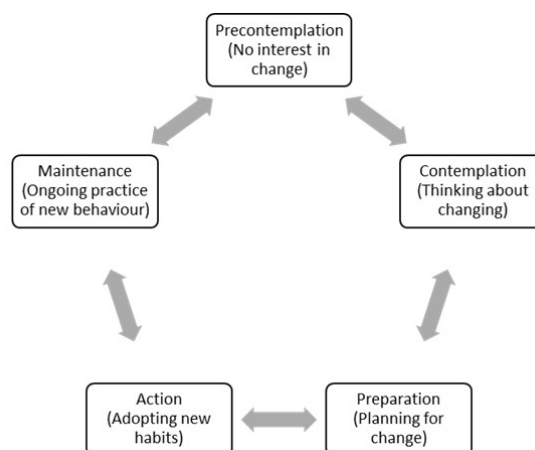 Precontemplation
(No interest in
change)
Maintenance
(Ongoing practice
of new behaviour)
Contemplation
(Thinking about
changing)
Action
(Adopting new
habits)
Preparation
(Planning for
change)